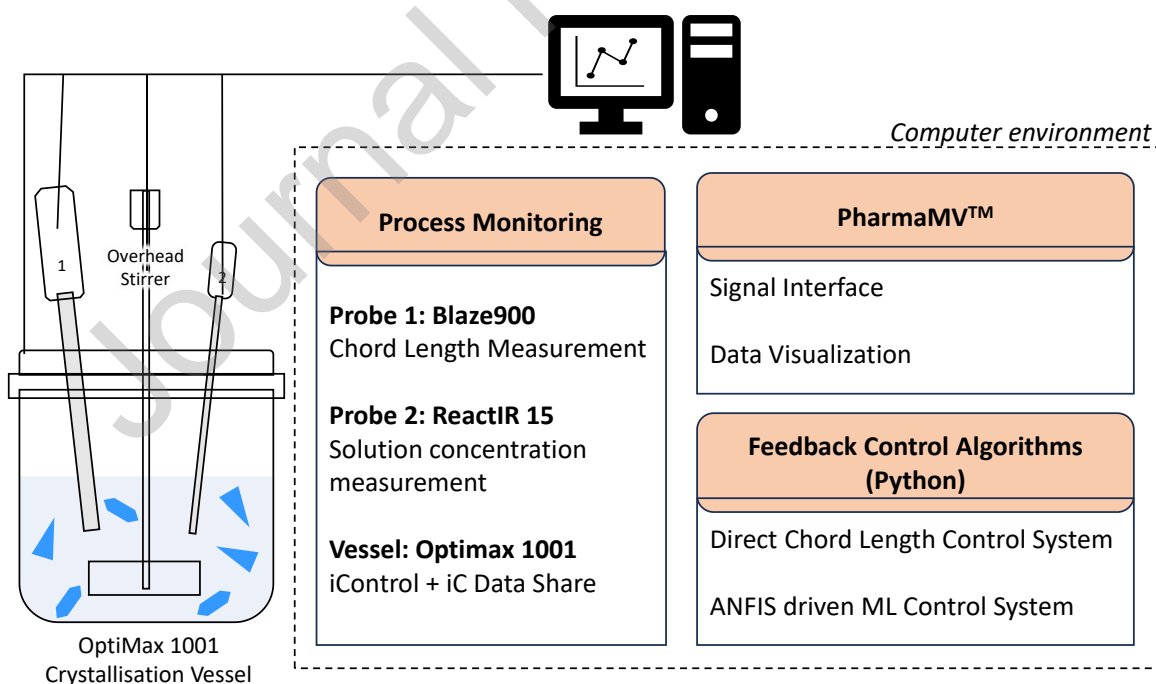 Journal
Computer environment
1
Overhead
Stirrer
2
OptiMax 1001
Crystallisation Vessel
Process Monitoring
Probe 1: Blaze900
Chord Length Measurement
Probe 2: ReactIR 15
Solution concentration
measurement
Vessel: Optimax 1001
iControl + iC Data Share
PharmaMV™
Signal Interface
Data Visualization
Feedback Control Algorithms
(Python)
Direct Chord Length Control System
ANFIS driven ML Control System